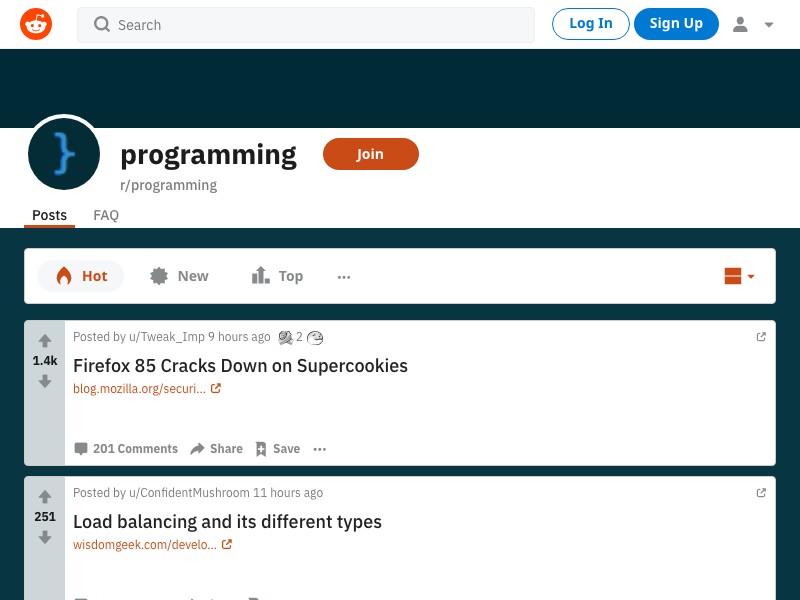 Search
Log In
Sign Up
programming
Join
r/programming
Posts
FAQ
Hot
New
Top
Posted by u/Tweak_Imp 9 hours ago 2
1.4k
Firefox 85 Cracks Down on Supercookies
blog.mozilla.org/securi...
201 Comments
Share
Save
Posted by u/ConfidentMushroom 11 hours ago
251
Load balancing and its different types
wisdomgeek.com/develo...